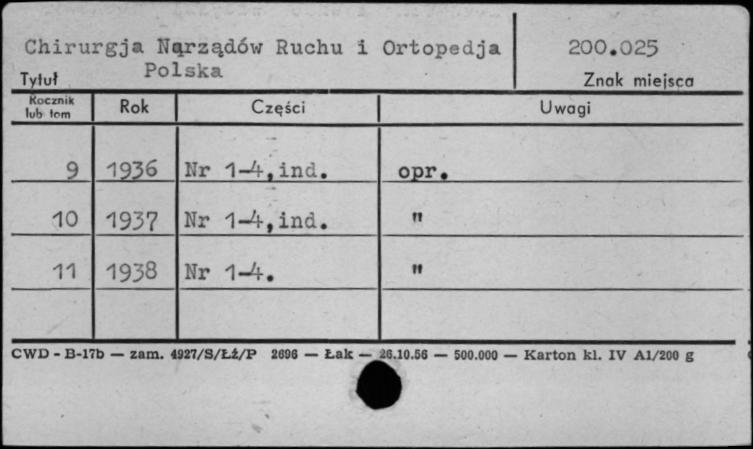 Chirurgja Narządów Ruchu i Ortopedja 200.025
Tytuł Polska Znak miejsca
Rocznik lub tom Rok Części Uwagi
9 1936 Nr 1-4,ind. opr.
10 1937 Nr 1-4,ind. "
11 1938 Nr 1-4. "
CWD - B-17b — zam. 4927/S/Łź/P 2696 — Łak — 26.10.56 — 500.000 — Karton kl. IV A1/200 g